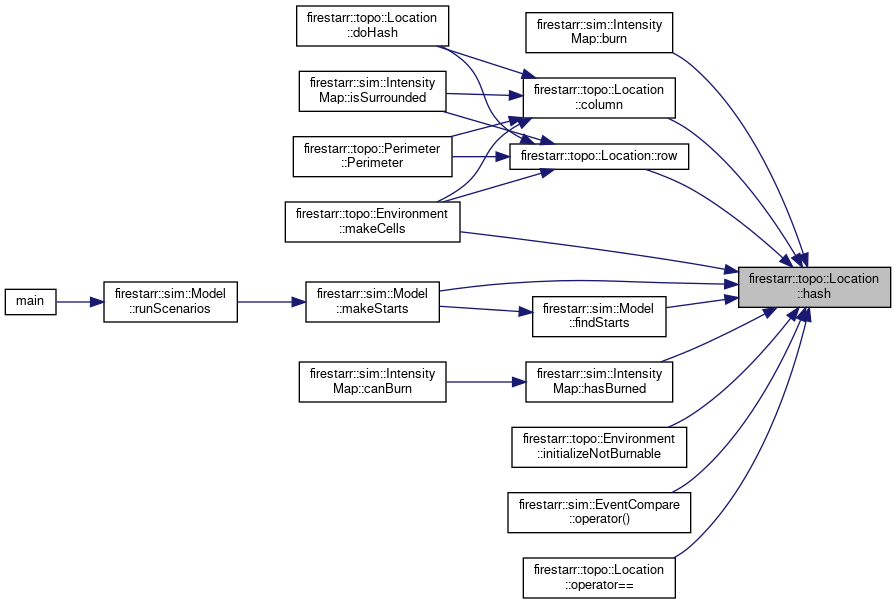 firestarr::topo::Location
::doHash
firestarr::sim::Intensity
Map::burn
firestarr::sim::Intensity
Map::isSurrounded
firestarr::topo::Location
::column
firestarr::topo::Perimeter
::Perimeter
firestarr::topo::Location::row
firestarr::topo::Environment
::makeCells
firestarr::topo::Location
::hash
main
firestarr::sim::Model
::runScenarios
firestarr::sim::Model
::makeStarts
firestarr::sim::Model
::findStarts
firestarr::sim::Intensity
Map::canBurn
firestarr::sim::Intensity
Map::hasBurned
firestarr::topo::Environment
::initializeNotBurnable
firestarr::sim::EventCompare
::operator()
firestarr::topo::Location
::operator==